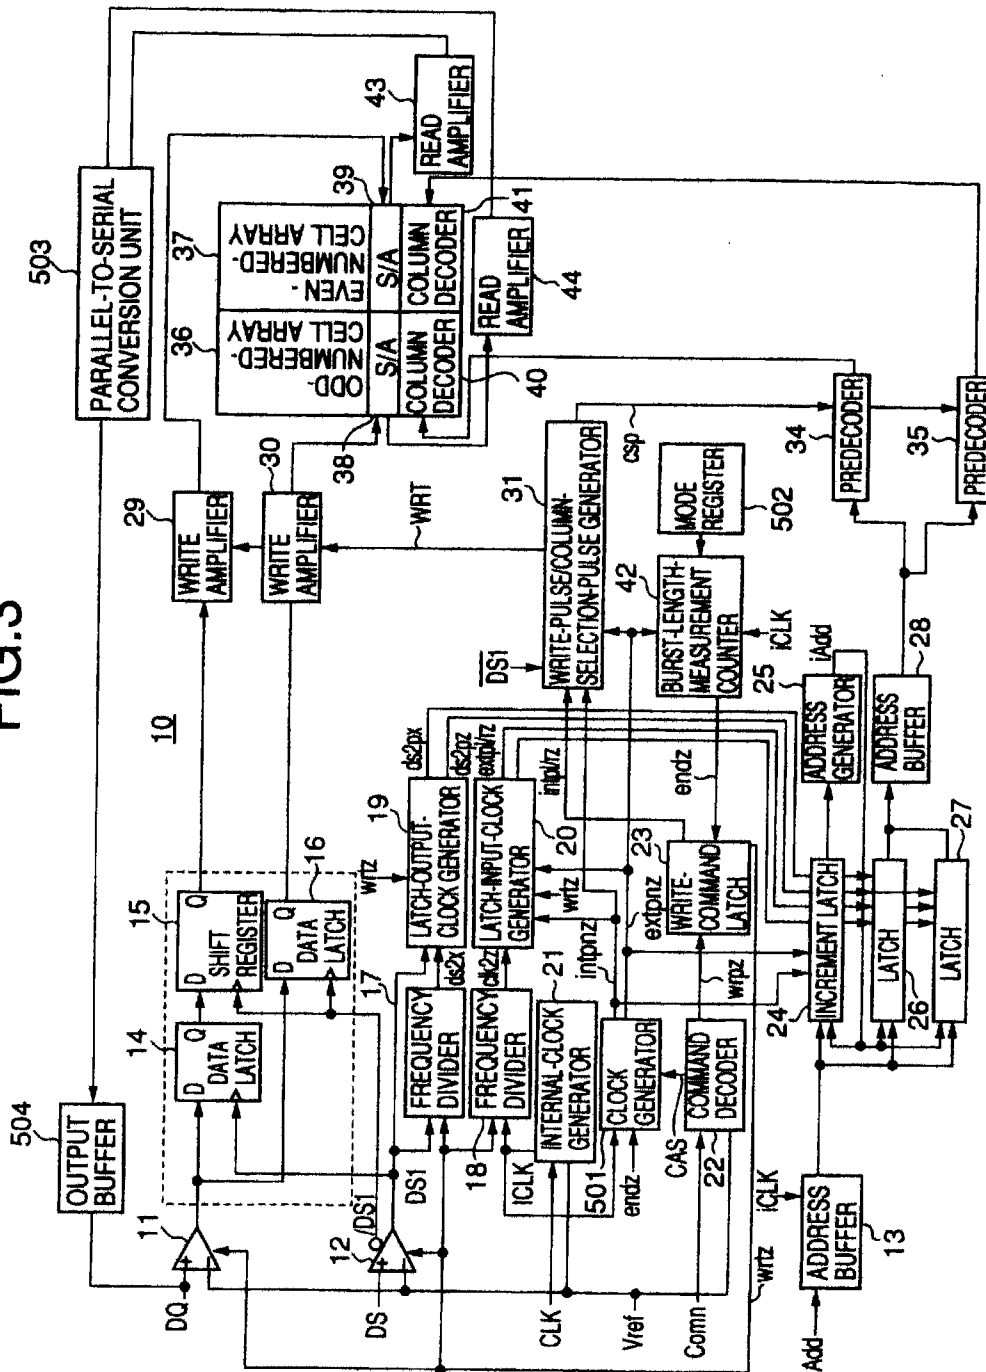 FIG.3
10
503
PARALLEL-TO-SERIAL
CONVERSION UNIT
504
OUTPUT
BUFFER
11
DQ
14
D Q
DATA
LATCH
15
D Q
SHIFT
REGISTER
16
D Q
DATA
LATCH
29
WRITE
AMPLIFIER
30
WRITE
AMPLIFIER
WRT
36
ODD-
NUMBERED-
CELL ARRAY
37
EVEN-
NUMBERED-
CELL ARRAY
38
S/A
39
S/A
40
COLUMN
DECODER
41
COLUMN
DECODER
43
READ
AMPLIFIER
44
READ
AMPLIFIER
12
DS
/DS1
DS1
17
FREQUENCY
DIVIDER
ds2x
18
FREQUENCY
DIVIDER
clk2z
ICLK
wrtz
19
LATCH-OUTPUT-
CLOCK GENERATOR
ds2px
ds2pz
20
LATCH-INPUT-CLOCK
GENERATOR
extplrz
wrtz
intplrz
DS1
31
WRITE-PULSE/COLUMN-
SELECTION-PULSE GENERATOR
csp
CLK
21
INTERNAL-CLOCK
GENERATOR
intpnz
extpnz
501
CLOCK
GENERATOR
endz
CAS
Vref
Comn
22
COMMAND
DECODER
wrpz
23
WRITE-
COMMAND
LATCH
endz
42
BURST-LENGTH-
MEASUREMENT
COUNTER
iCLK
MODE
REGISTER
502
wrtz
Add
13
ADDRESS
BUFFER
iCLK
24
INCREMENT LATCH
25
ADDRESS
GENERATOR
iAdd
26
LATCH
27
LATCH
28
ADDRESS
BUFFER
34
PREDECODER
35
PREDECODER